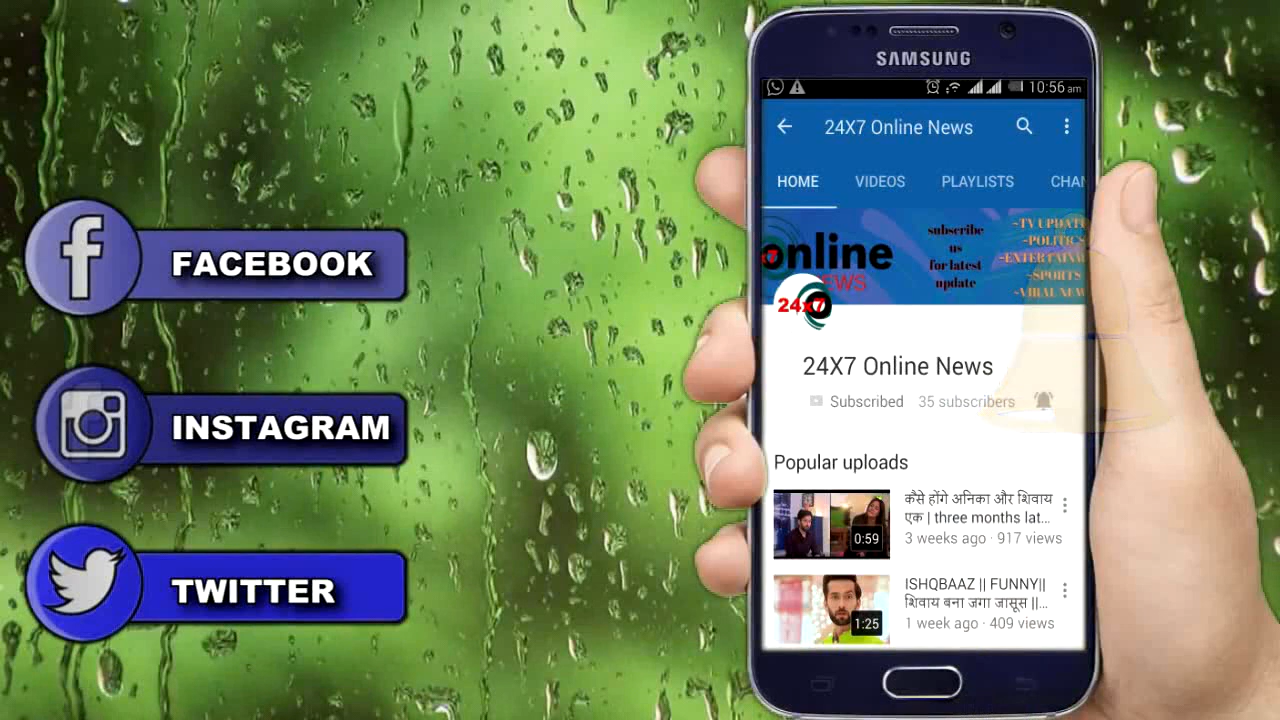 FACEBOOK
INSTAGRAM
TWITTER
SAMSUNG
10:56 am
24X7 Online News
HOME VIDEOS PLAYLISTS CHAN
online
NEWS
subscribe
us
for latest
update
~TV UPDATE
~POLITICS
~ENTERTAINM
~SPORTS
~VIRAL NEW
24x7
24X7 Online News
Subscribed 35 subscribers
Popular uploads
कैसे होंगे अनिका और शिवाय
एक | three months lat...
3 weeks ago · 917 views
0:59
ISHQBAAZ || FUNNY||
शिवाय बना जगा जासूस ||...
1 week ago · 409 views
1:25